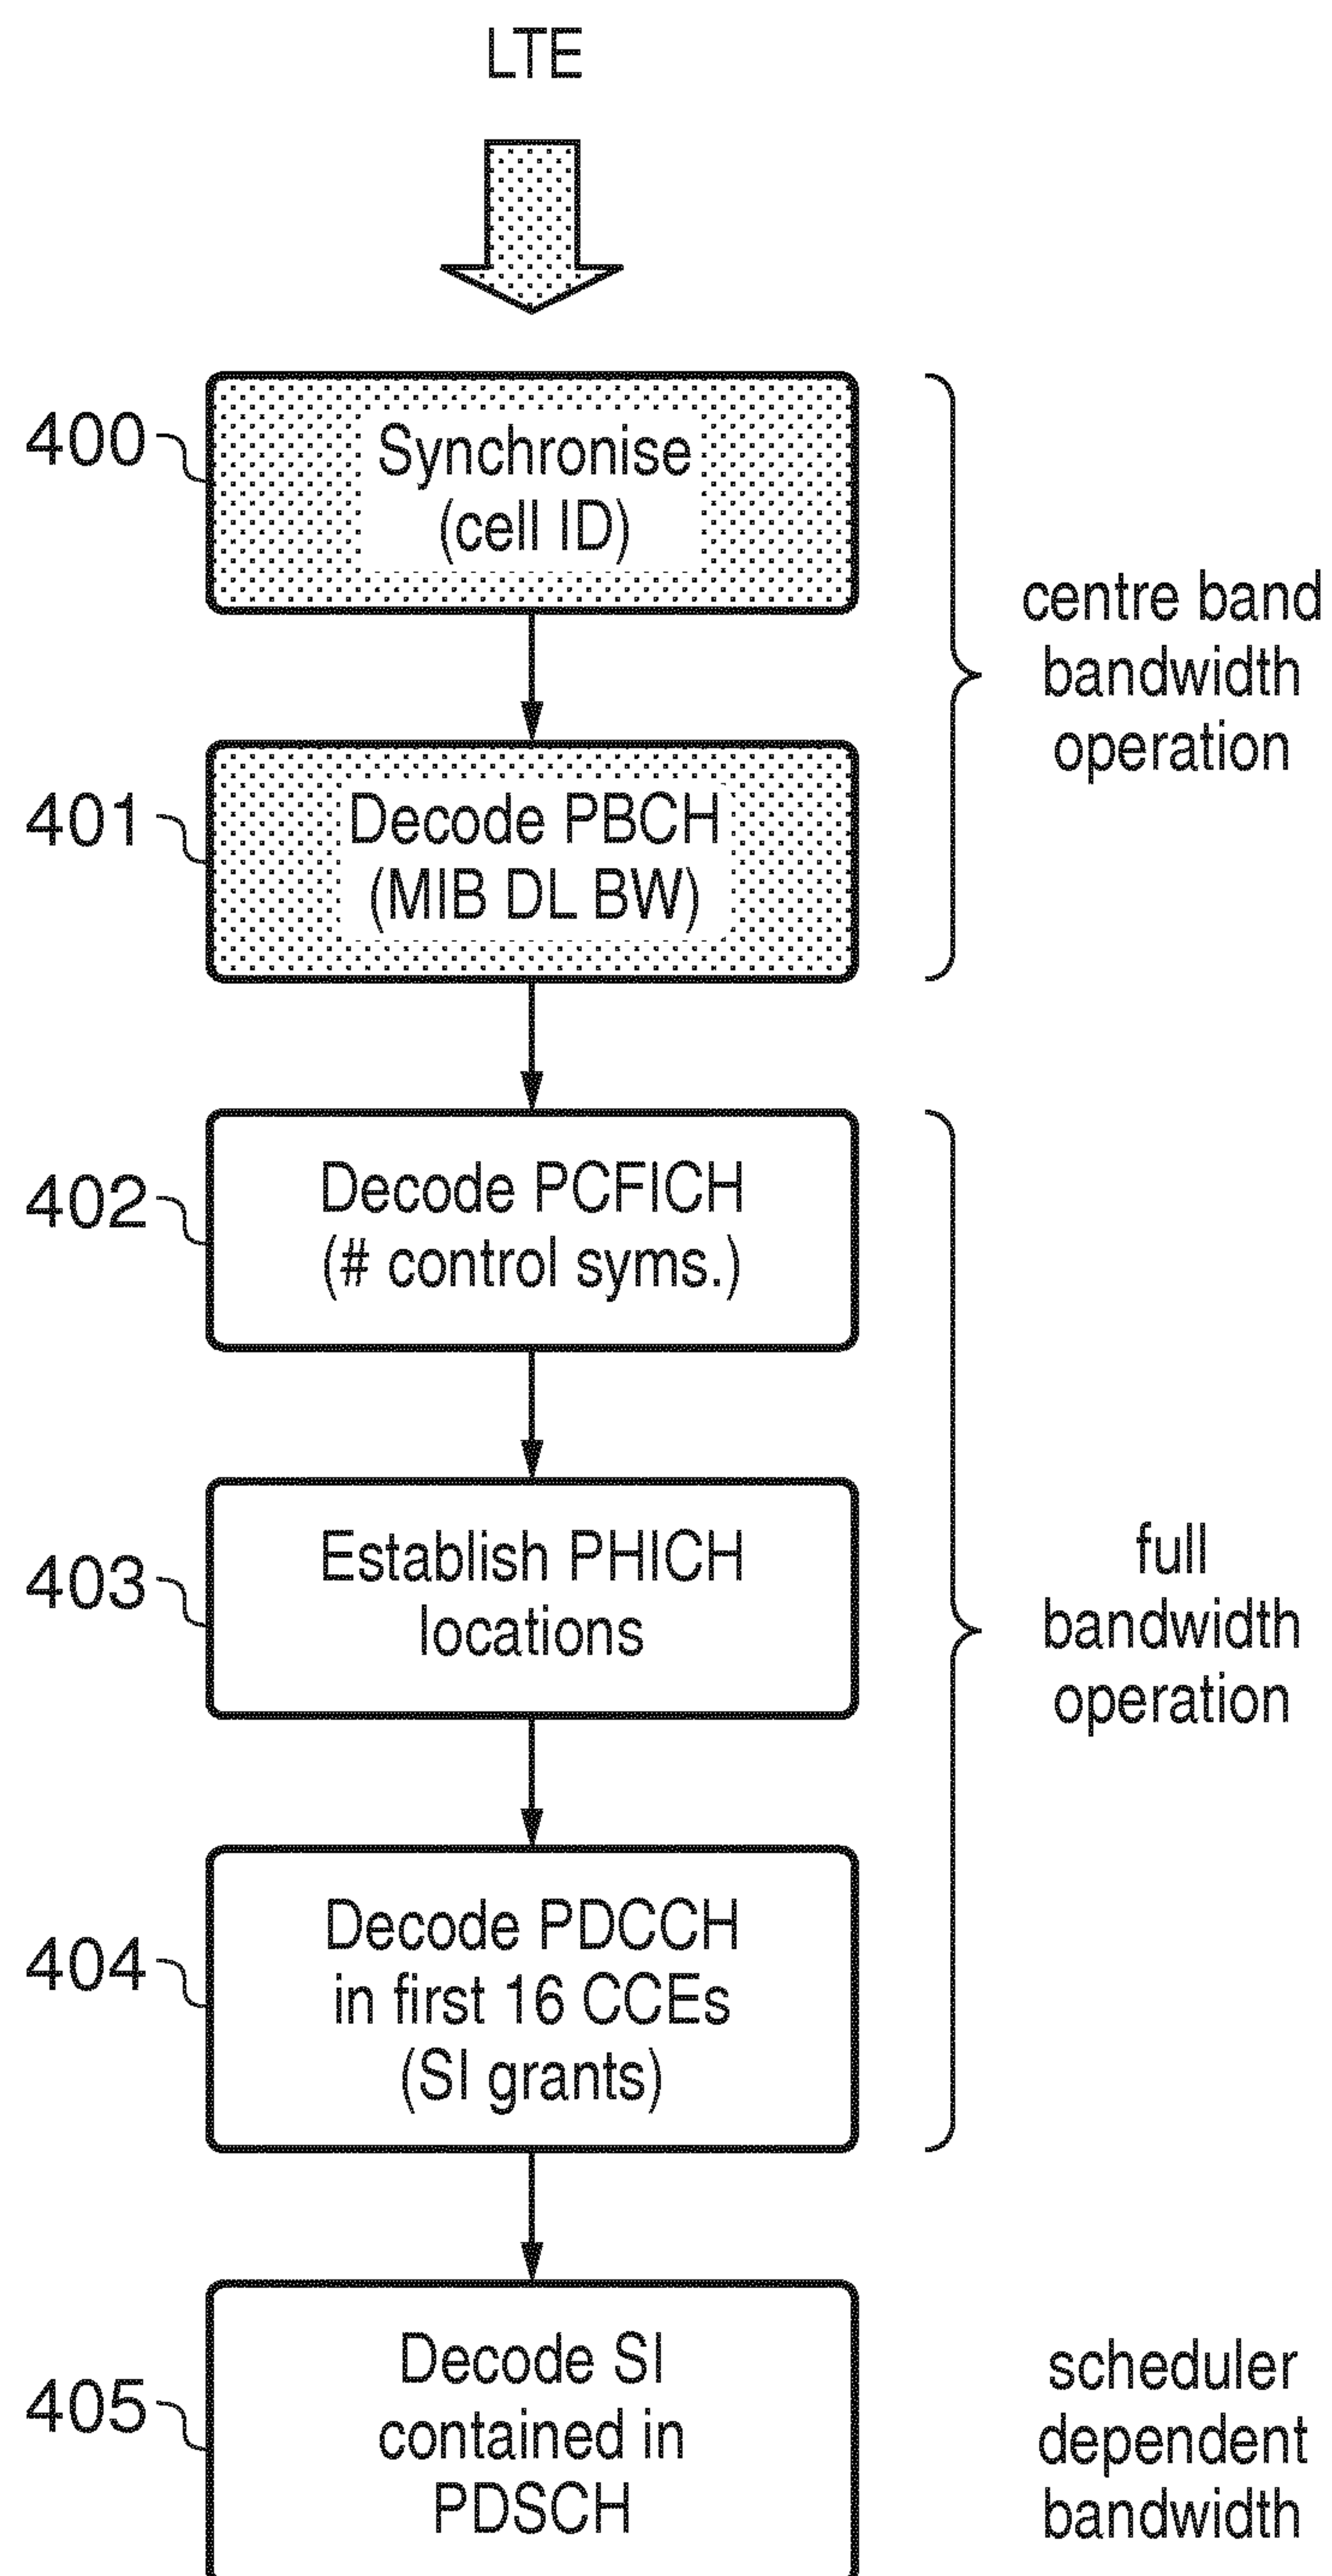 LTE
400
Synchronise
(cell ID)
centre band
bandwidth
operation
401
Decode PBCH
(MIB DL BW)
402
Decode PCFICH
(# control syms.)
403
Establish PHICH
locations
full
bandwidth
operation
404
Decode PDCCH
in first 16 CCEs
(SI grants)
405
Decode SI
contained in
PDSCH
scheduler
dependent
bandwidth